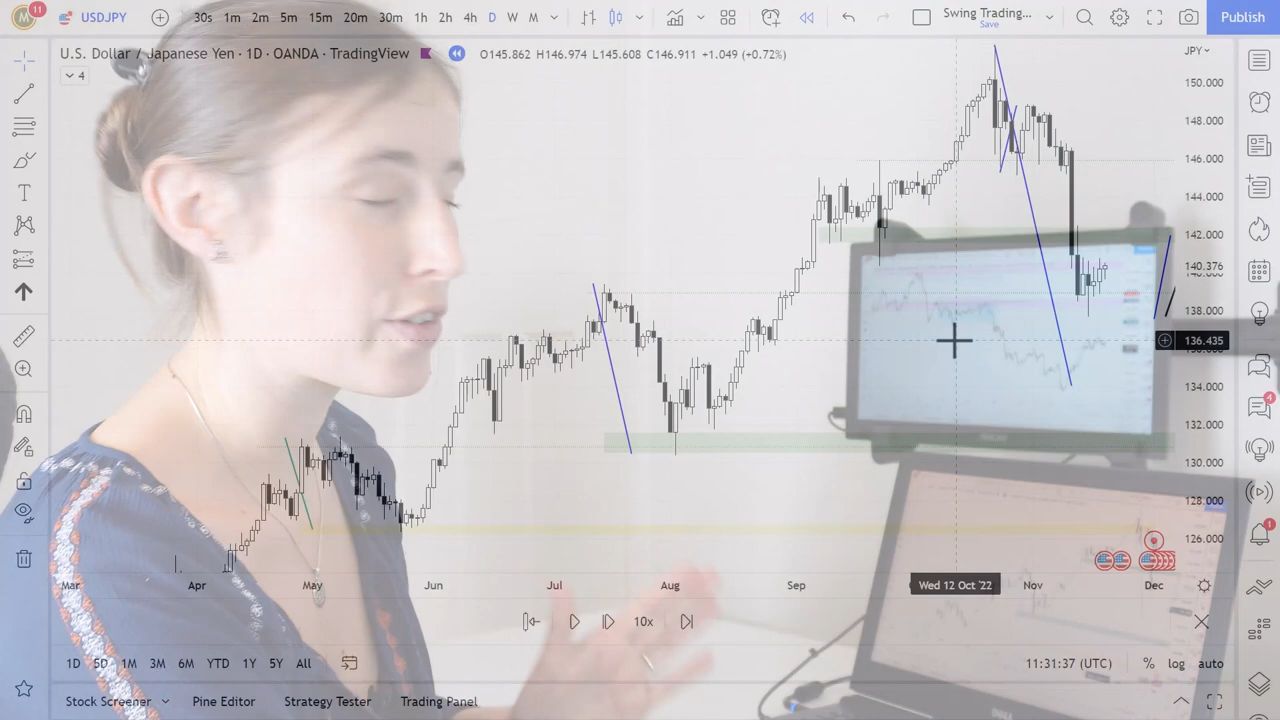 M 11 USDJPY 30s 1m 2m 5m 15m 20m 30m 1h 2h 4h D W M Swing Trading... Publish
Save
U.S. Dollar / Japanese Yen · 1D · OANDA · TradingView O145.862 H146.974 L145.608 C146.911 +1.049 (+0.72%) JPY
4
150.000
148.000
146.000
144.000
142.000
140.376
138.000
136.435
134.000
132.000
130.000
128.000
126.000
4
1
Mar Apr May Jun Jul Aug Sep Wed 12 Oct '22 Nov Dec
10x
1D 5D 1M 3M 6M YTD 1Y 5Y All 11:31:37 (UTC) % log auto
Stock Screener Pine Editor Strategy Tester Trading Panel
DELL